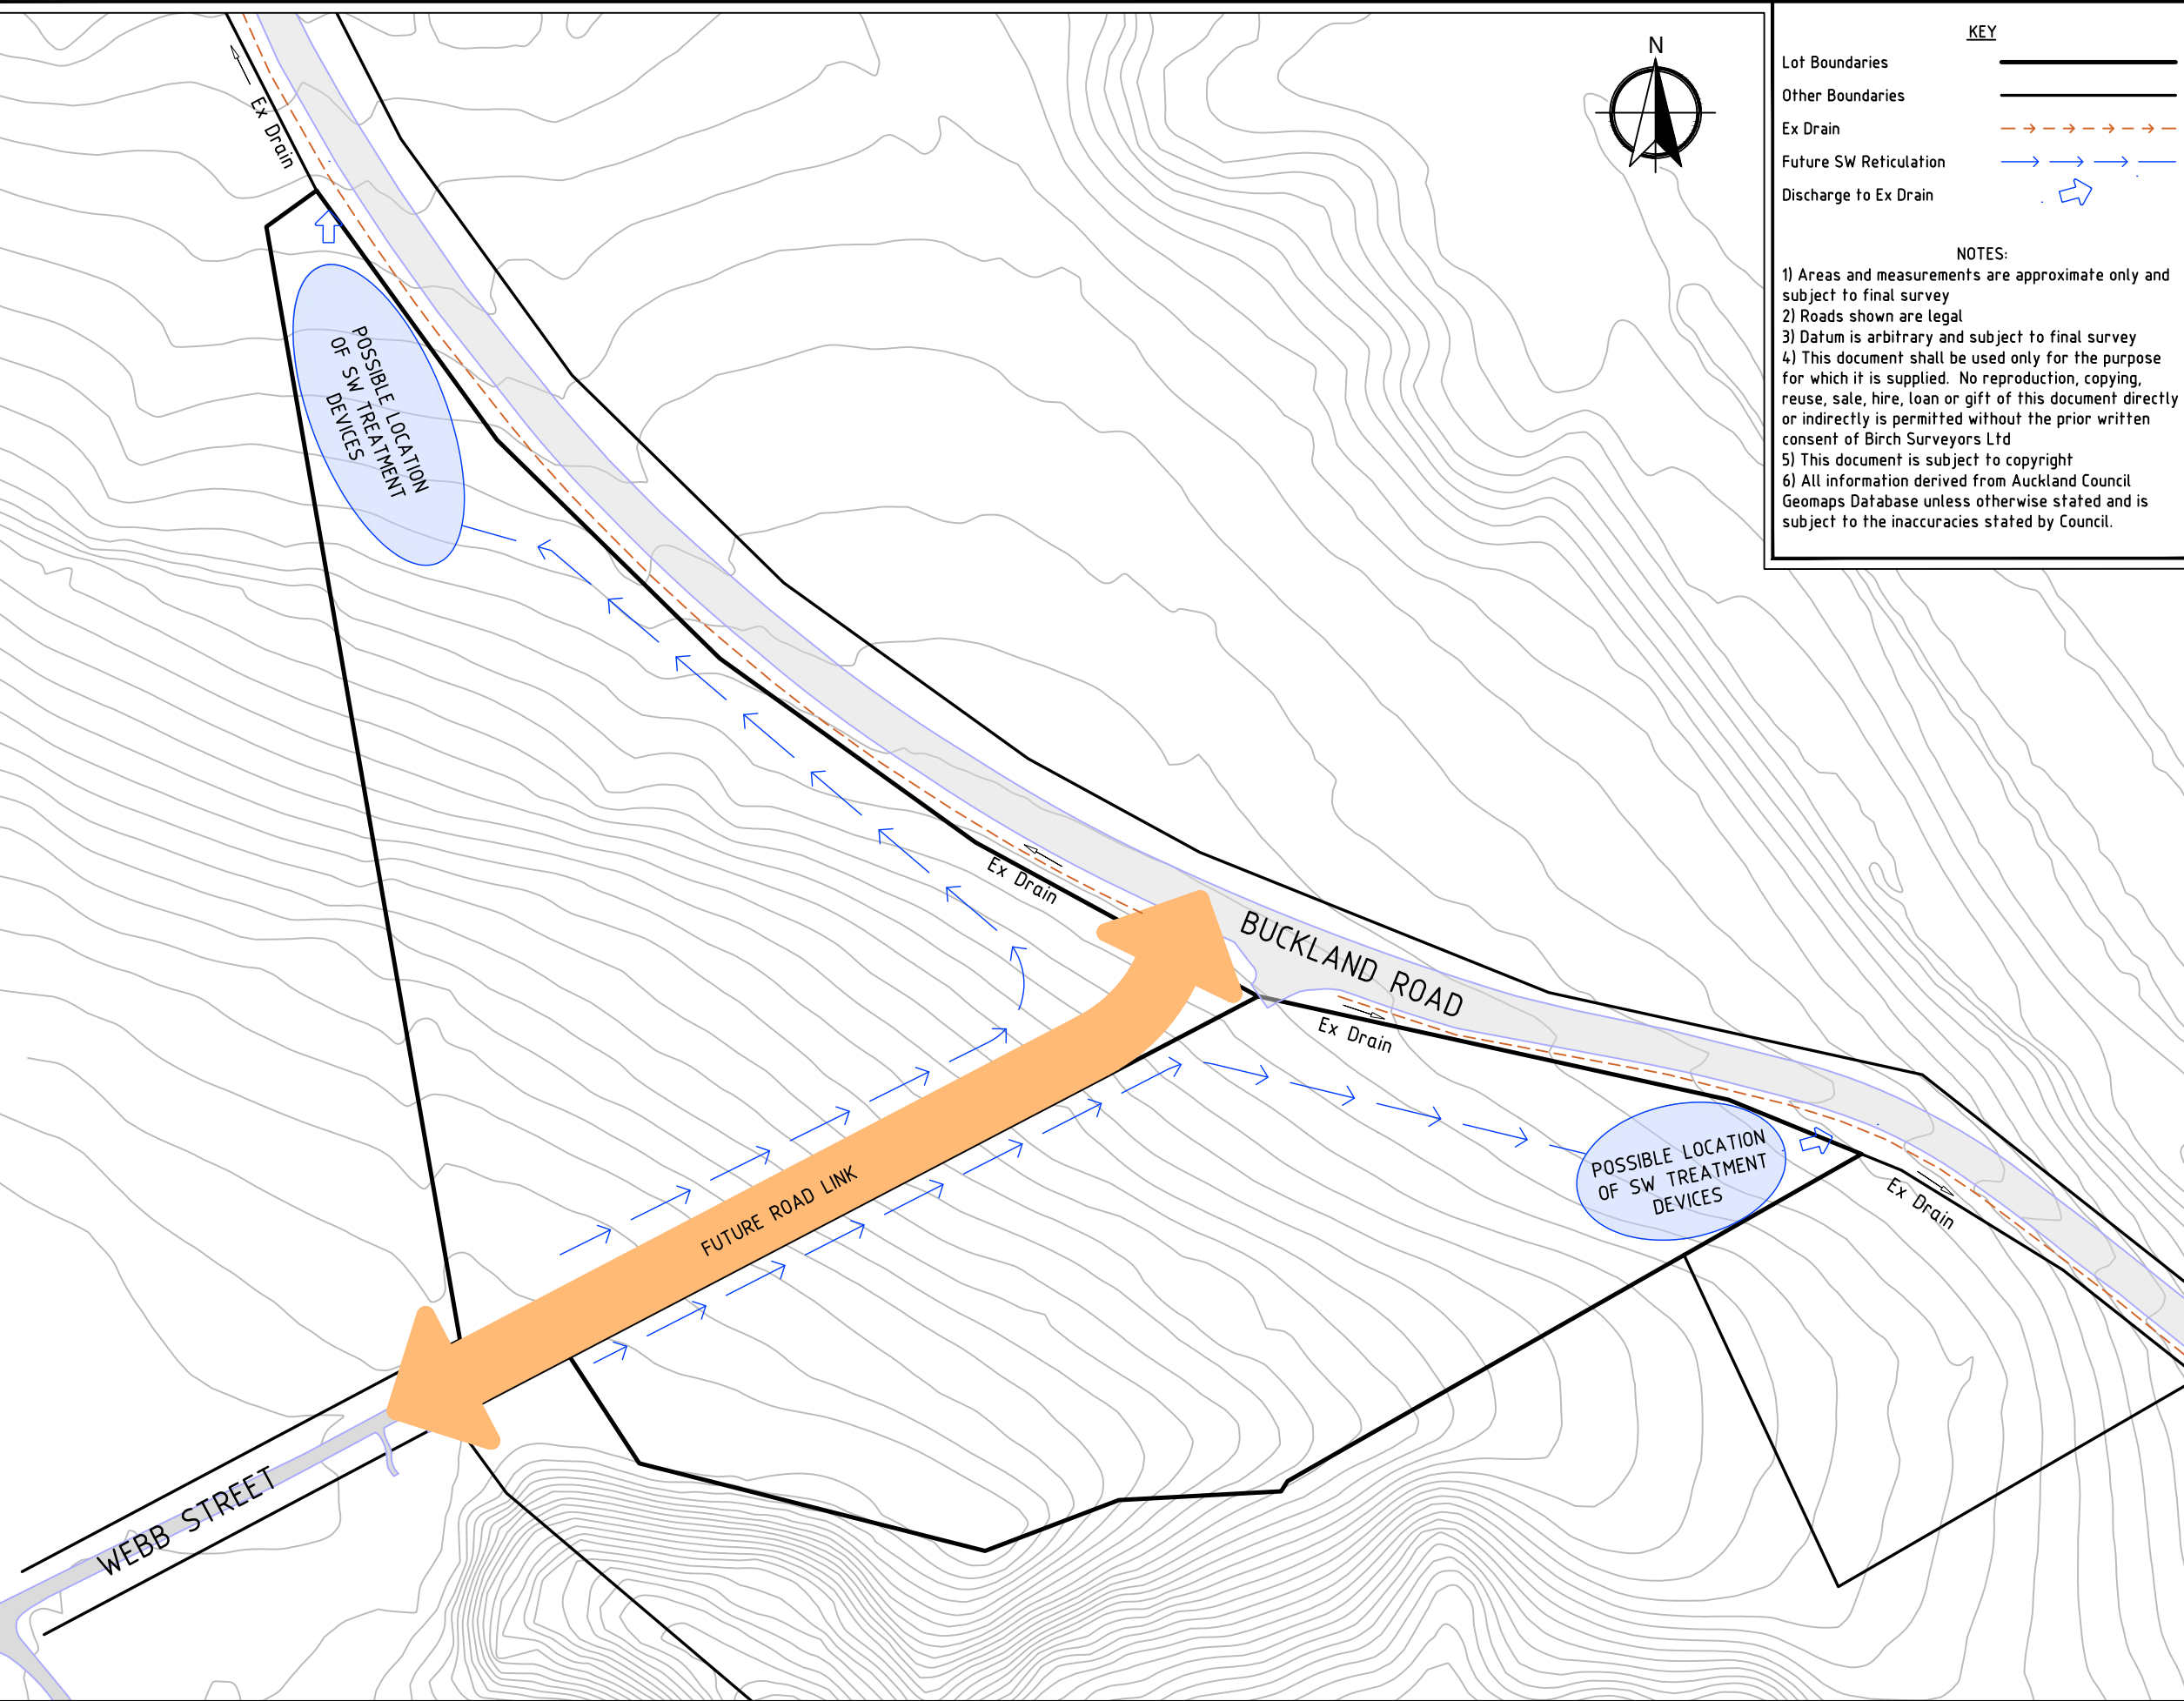 N
KEY
Lot Boundaries
Other Boundaries
Ex Drain
Future SW Reticulation
Discharge to Ex Drain
NOTES:
1) Areas and measurements are approximate only and
subject to final survey
2) Roads shown are legal
3) Datum is arbitrary and subject to final survey
4) This document shall be used only for the purpose
for which it is supplied.  No reproduction, copying,
reuse, sale, hire, loan or gift of this document directly
or indirectly is permitted without the prior written
consent of Birch Surveyors Ltd
5) This document is subject to copyright
6) All information derived from Auckland Council
Geomaps Database unless otherwise stated and is
subject to the inaccuracies stated by Council.
Ex Drain
POSSIBLE LOCATION
OF SW TREATMENT
DEVICES
Ex Drain
BUCKLAND ROAD
Ex Drain
POSSIBLE LOCATION
OF SW TREATMENT
DEVICES
Ex Drain
FUTURE ROAD LINK
WEBB STREET